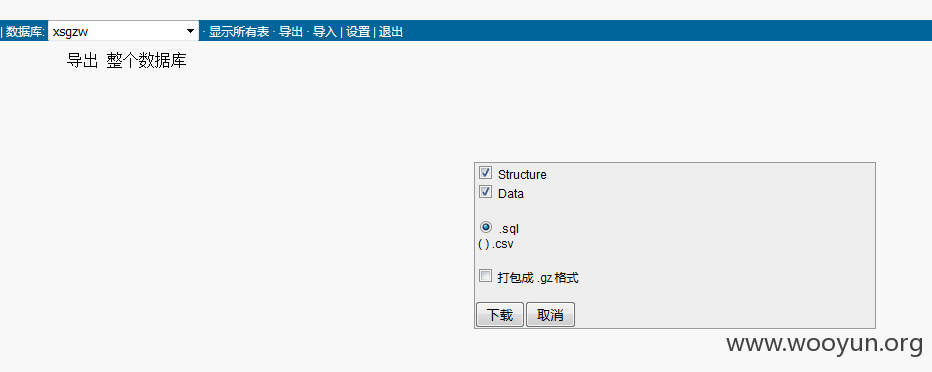 | 数据库: xsgzw · 显示所有表 · 导出 · 导入 | 设置 | 退出
导出 整个数据库
Structure
Data
.sql
( ) .csv
打包成 .gz 格式
下载 取消
www.wooyun.org